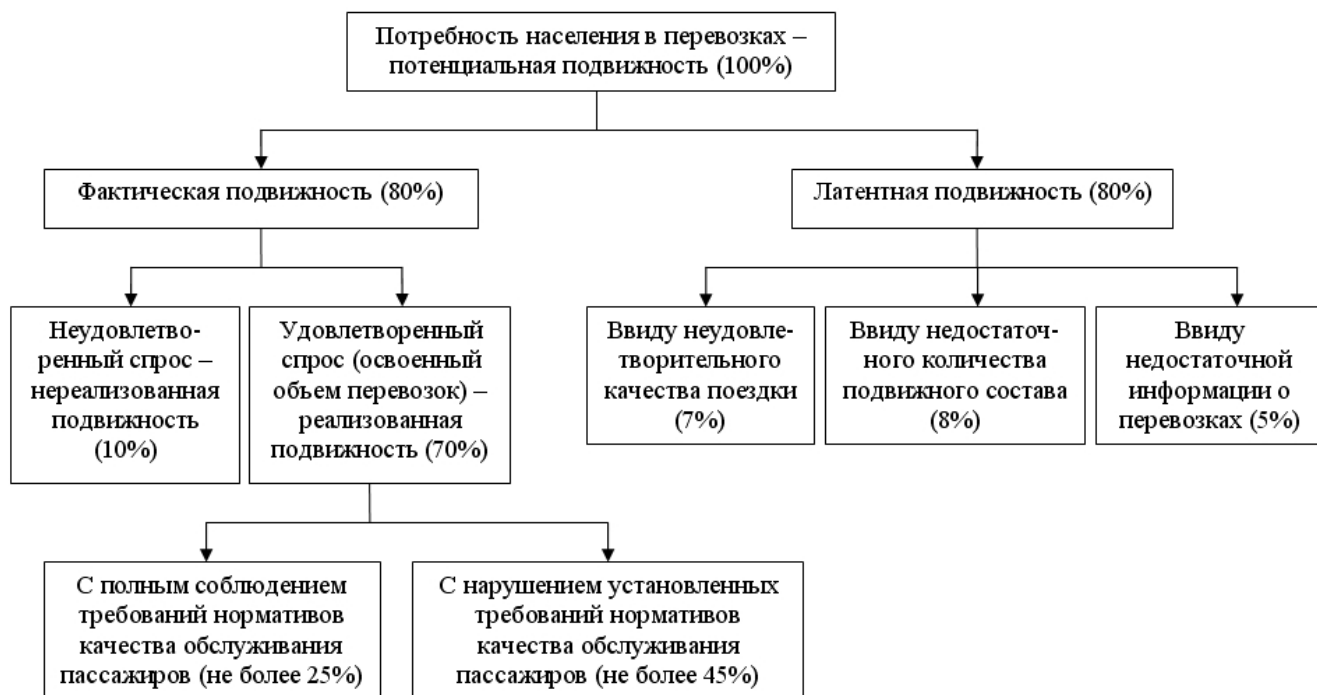 Потребность населения в перевозках –
потенциальная подвижность (100%)
Фактическая подвижность (80%)
Латентная подвижность (80%)
Неудовлетво-
ренный спрос –
нереализованная
подвижность
(10%)
Удовлетворенный
спрос (освоенный
объем перевозок) –
реализованная
подвижность (70%)
Ввиду неудовле-
творительного
качества поездки
(7%)
Ввиду недостаточ-
ного количества
подвижного состава
(8%)
Ввиду
недостаточной
информации о
перевозках (5%)
С полным соблюдением
требований нормативов
качества обслуживания
пассажиров (не более 25%)
С нарушением установленных
требований нормативов
качества обслуживания
пассажиров (не более 45%)